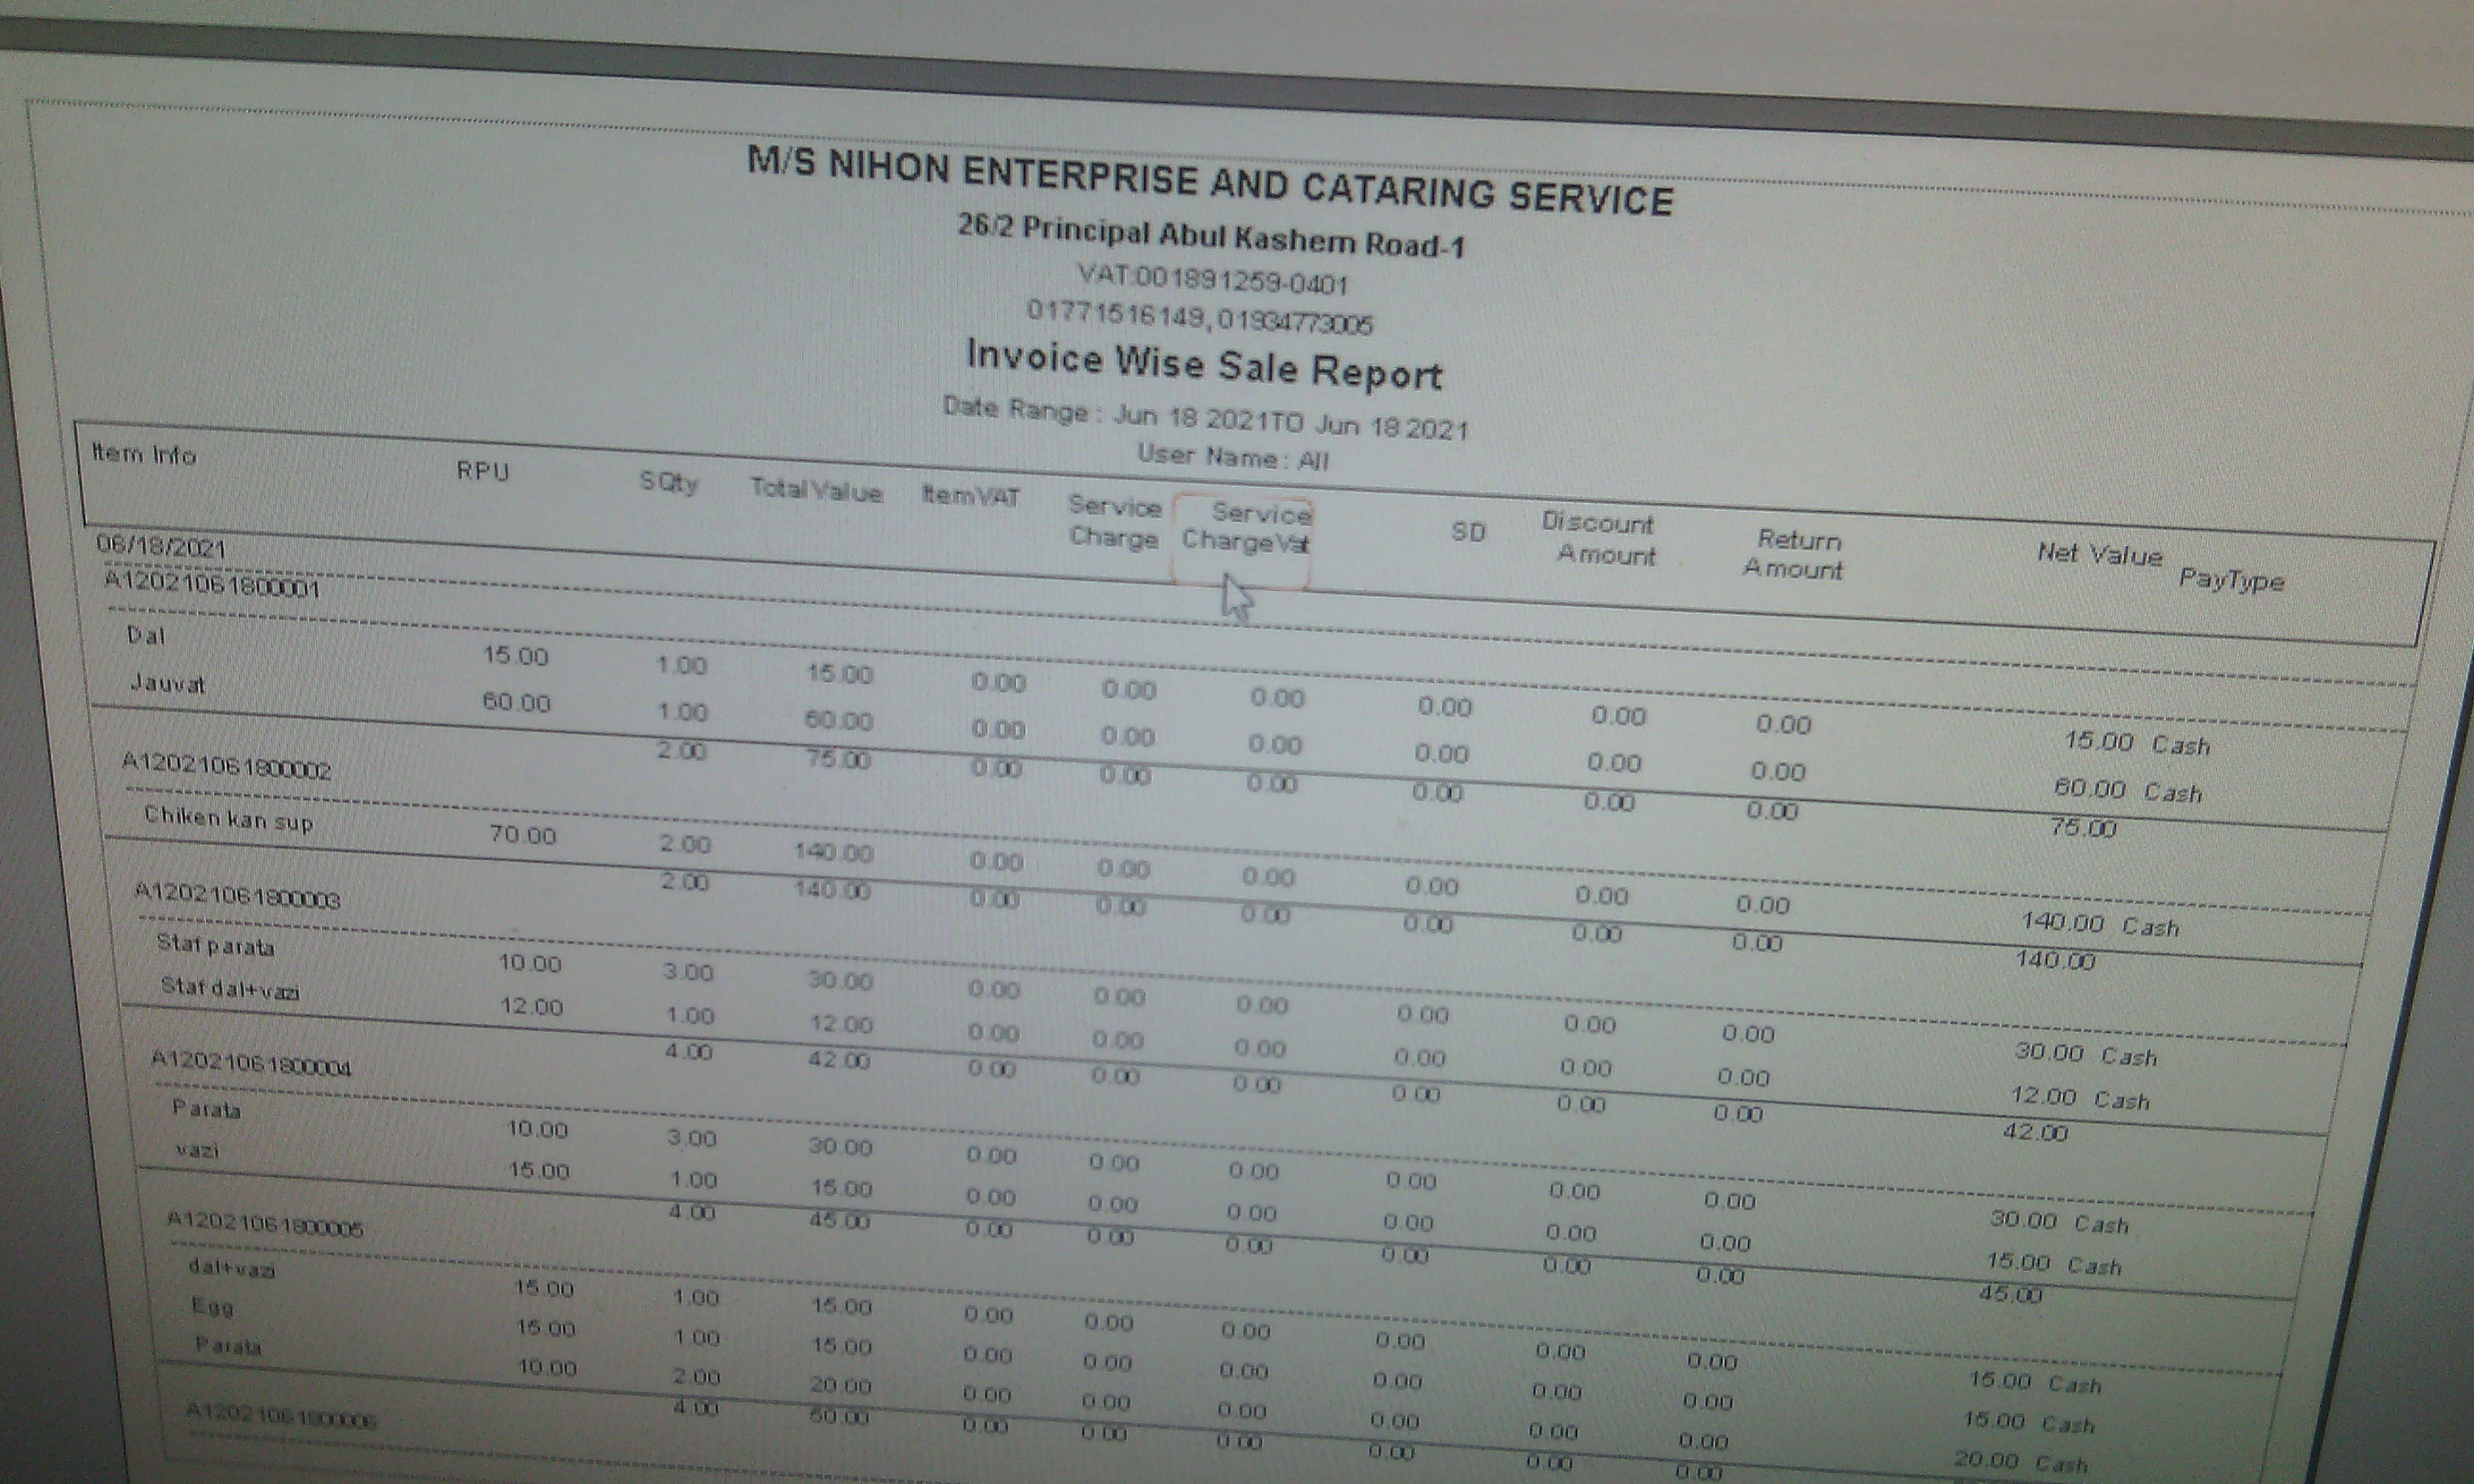 M/S NIHON ENTERPRISE AND CATARING SERVICE
26/2 Principal Abul Kashem Road-1
VAT:001891259-0401
01771516149,01934773005
Invoice Wise Sale Report
Date Range : Jun 18 2021TO Jun 18 2021
User Name : All
Item Info RPU SQty Total Value ItemVAT Service Charge Service Charge Vat SD Discount Amount Return Amount Net Value PayType
06/18/2021
A12021061800001
Dal 15.00 1.00 15.00 0.00 0.00 0.00 0.00 0.00 0.00 15.00 Cash
Jauvat 60.00 1.00 60.00 0.00 0.00 0.00 0.00 0.00 0.00 60.00 Cash
2.00 75.00 0.00 0.00 0.00 0.00 0.00 0.00 75.00
A12021061800002
Chiken kan sup 70.00 2.00 140.00 0.00 0.00 0.00 0.00 0.00 0.00 140.00 Cash
2.00 140.00 0.00 0.00 0.00 0.00 0.00 0.00 140.00
A12021061800003
Staf parata 10.00 3.00 30.00 0.00 0.00 0.00 0.00 0.00 0.00 30.00 Cash
Staf dal+vazi 12.00 1.00 12.00 0.00 0.00 0.00 0.00 0.00 0.00 12.00 Cash
4.00 42.00 0.00 0.00 0.00 0.00 0.00 0.00 42.00
A12021061800004
Parata 10.00 3.00 30.00 0.00 0.00 0.00 0.00 0.00 0.00 30.00 Cash
vazi 15.00 1.00 15.00 0.00 0.00 0.00 0.00 0.00 0.00 15.00 Cash
4.00 45.00 0.00 0.00 0.00 0.00 0.00 0.00 45.00
A12021061800005
dal+vazi 15.00 1.00 15.00 0.00 0.00 0.00 0.00 0.00 0.00 15.00 Cash
Egg 15.00 1.00 15.00 0.00 0.00 0.00 0.00 0.00 0.00 15.00 Cash
Parata 10.00 2.00 20.00 0.00 0.00 0.00 0.00 0.00 0.00 20.00 Cash
4.00 50.00 0.00 0.00 0.00 0.00 0.00 0.00
A12021061800006